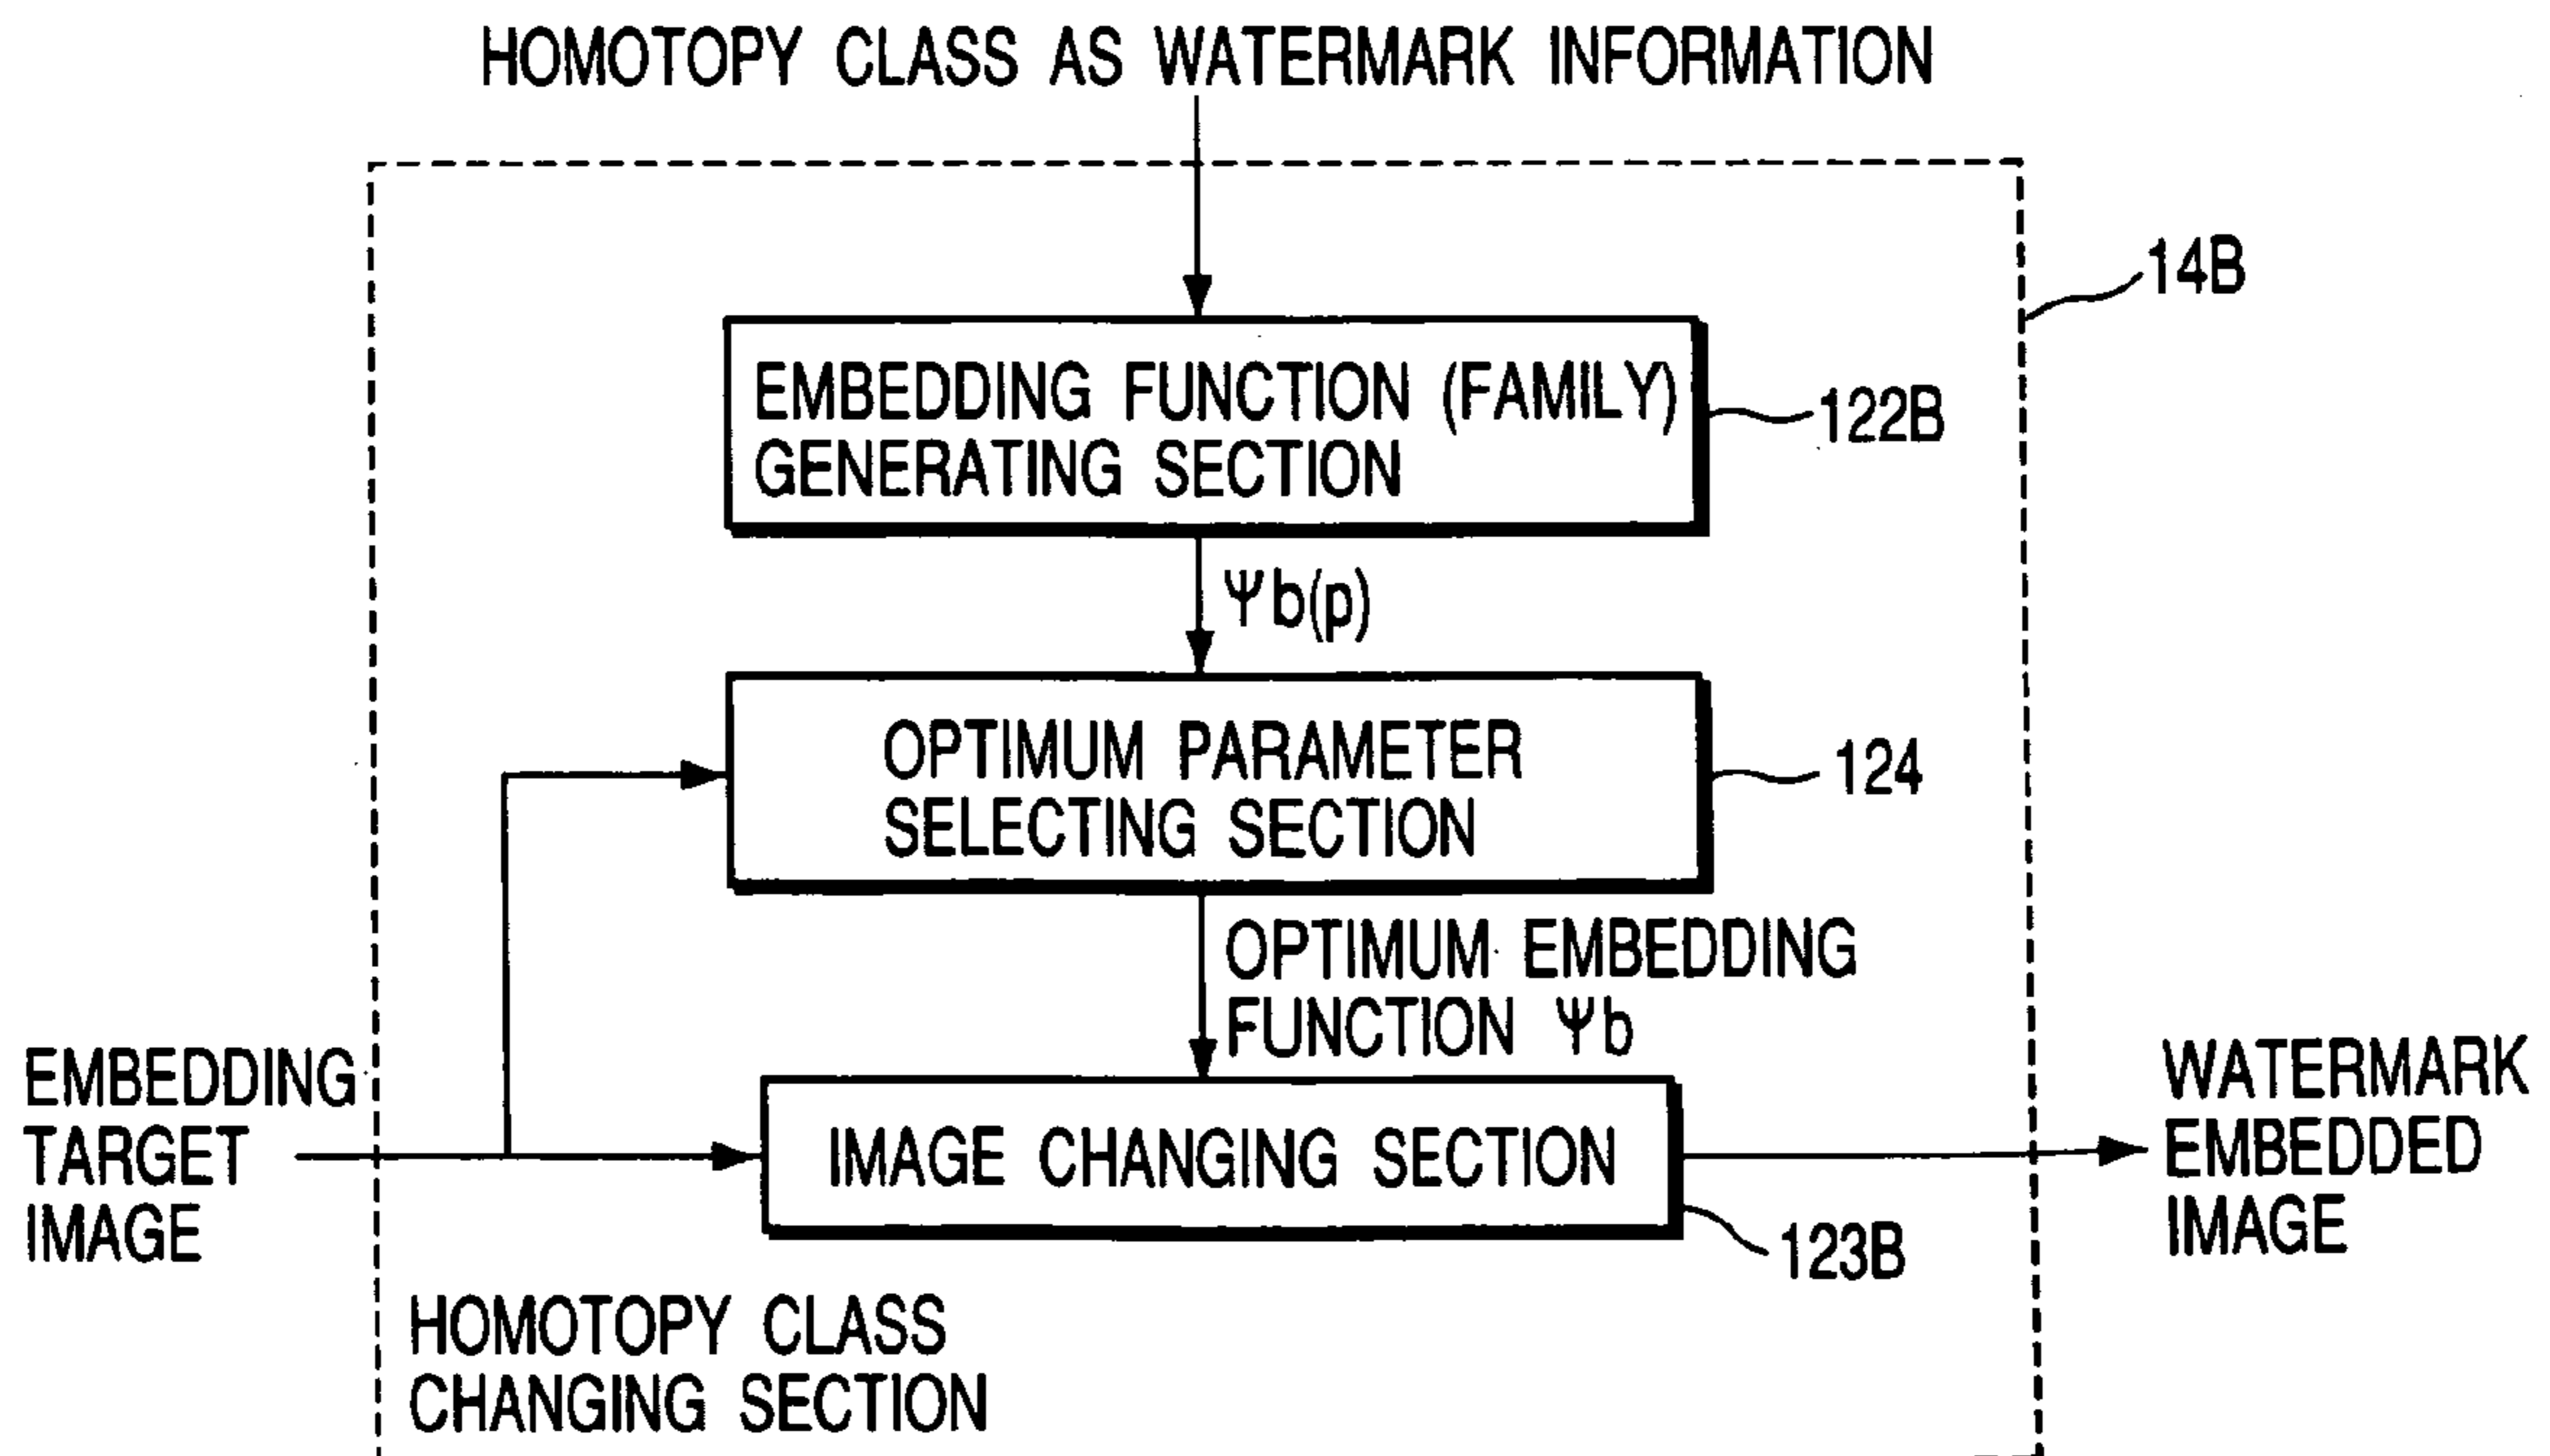 HOMOTOPY CLASS AS WATERMARK INFORMATION
14B
EMBEDDING FUNCTION (FAMILY)
GENERATING SECTION
122B
Ψb(p)
OPTIMUM PARAMETER
SELECTING SECTION
124
OPTIMUM EMBEDDING
FUNCTION Ψb
EMBEDDING
TARGET
IMAGE
IMAGE CHANGING SECTION
123B
WATERMARK
EMBEDDED
IMAGE
HOMOTOPY CLASS
CHANGING SECTION